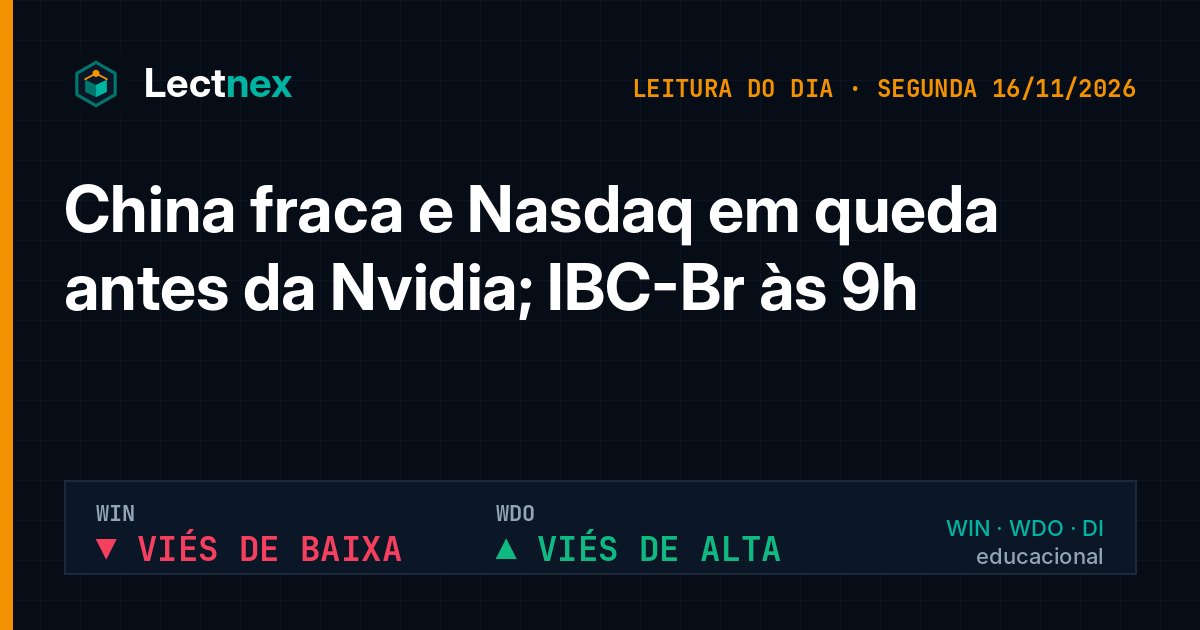 Lectnex
LEITURA DO DIA · SEGUNDA 16/11/2026
China fraca e Nasdaq em queda
antes da Nvidia; IBC-Br às 9h
WIN
▼ VIÉS DE BAIXA
WDO
▲ VIÉS DE ALTA
WIN · WDO · DI
educacional